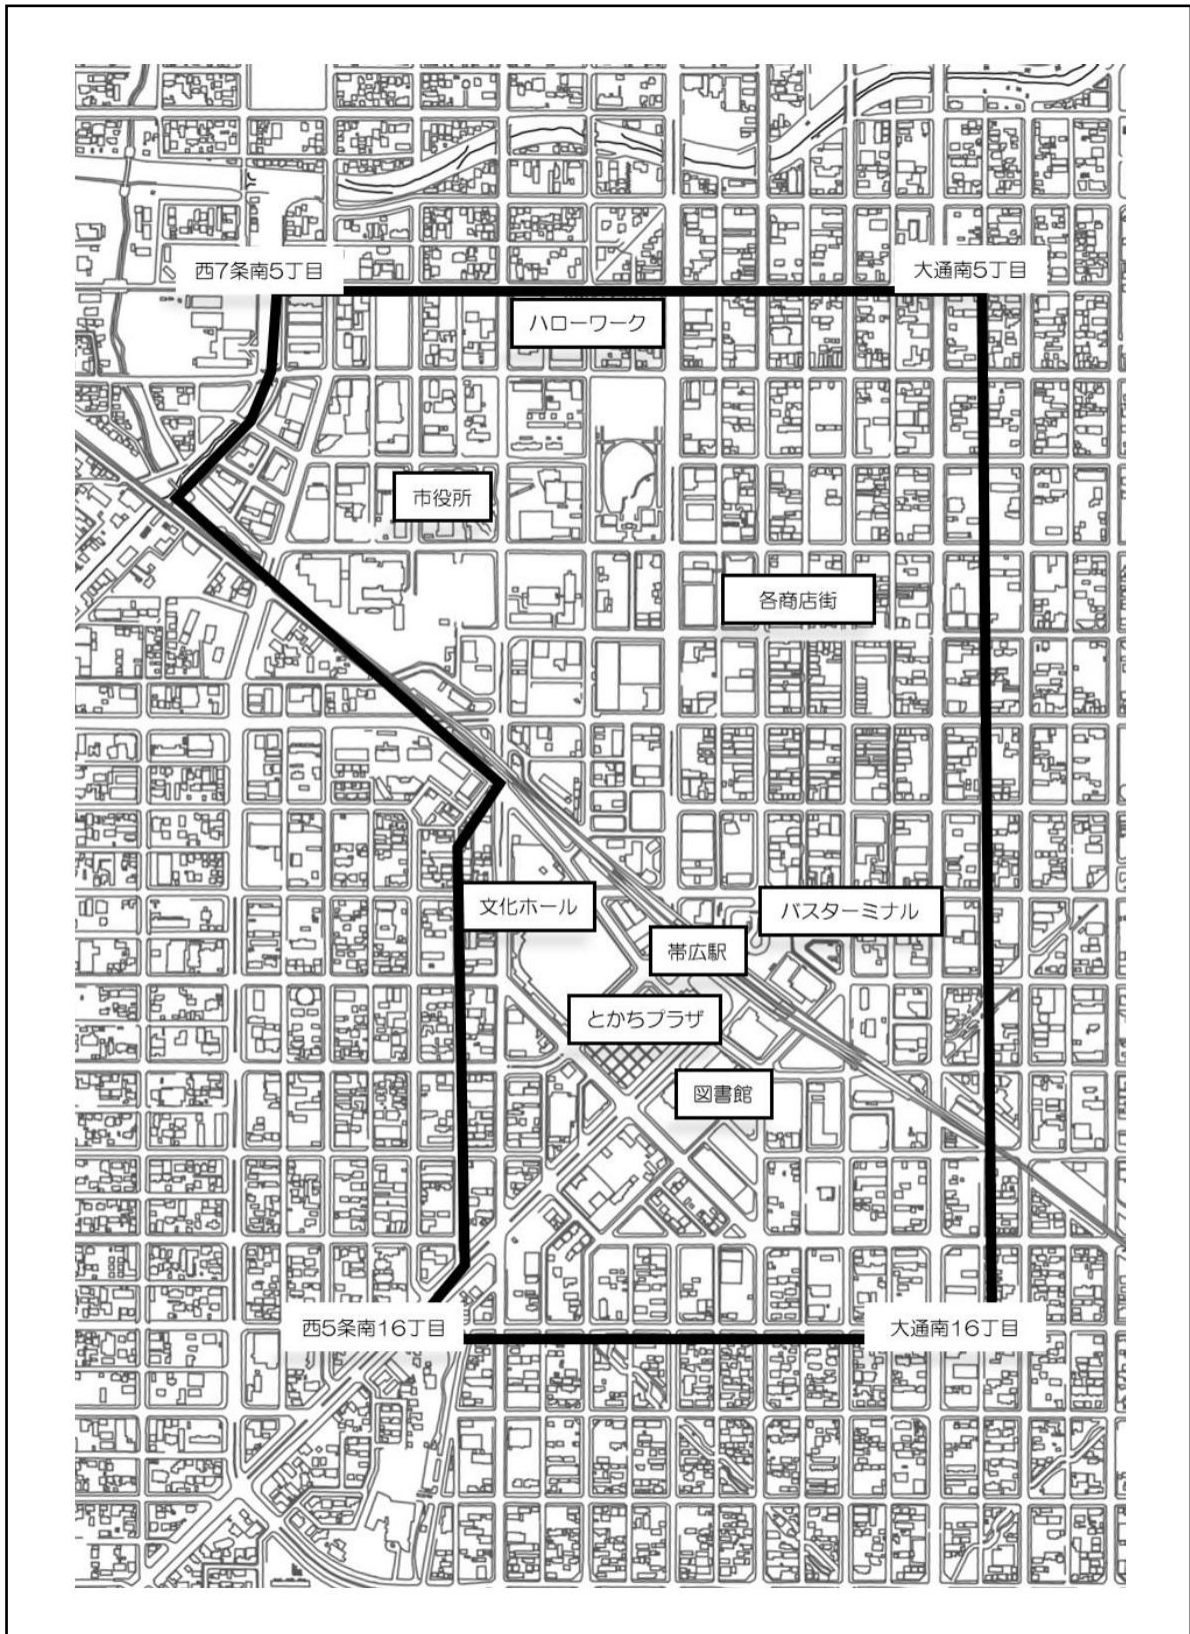 西7条南5丁目
大通南5丁目
ハローワーク
市役所
各商店街
文化ホール
バスターミナル
帯広駅
とかちプラザ
図書館
西5条南16丁目
大通南16丁目